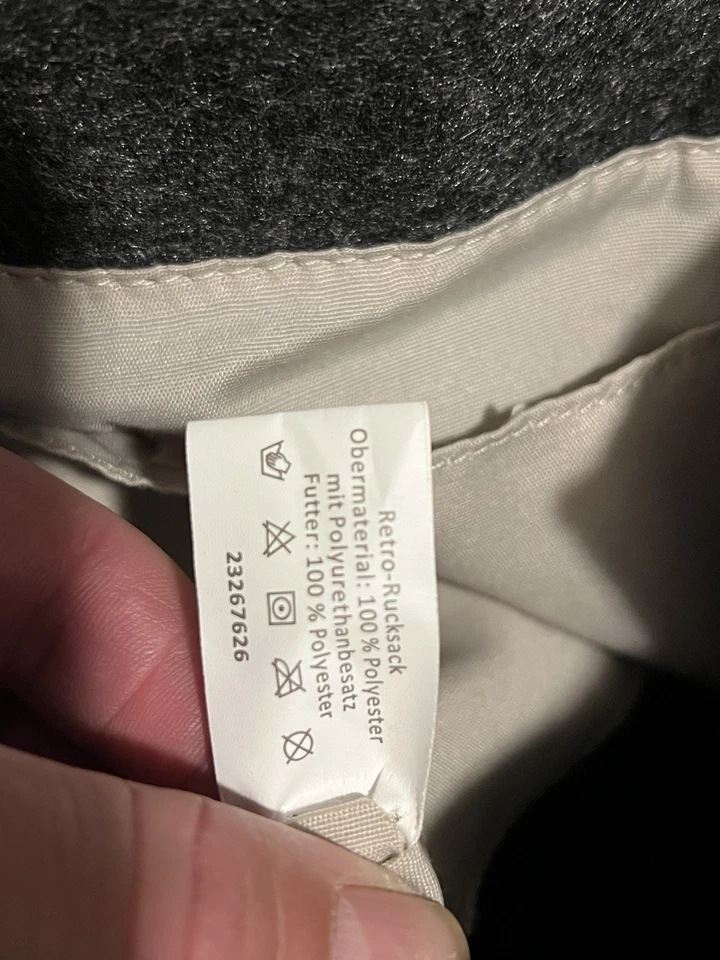 Retro-Rucksack
Obermaterial: 100 % Polyester
mit Polyurethanbesatz
Futter: 100 % Polyester
23267626